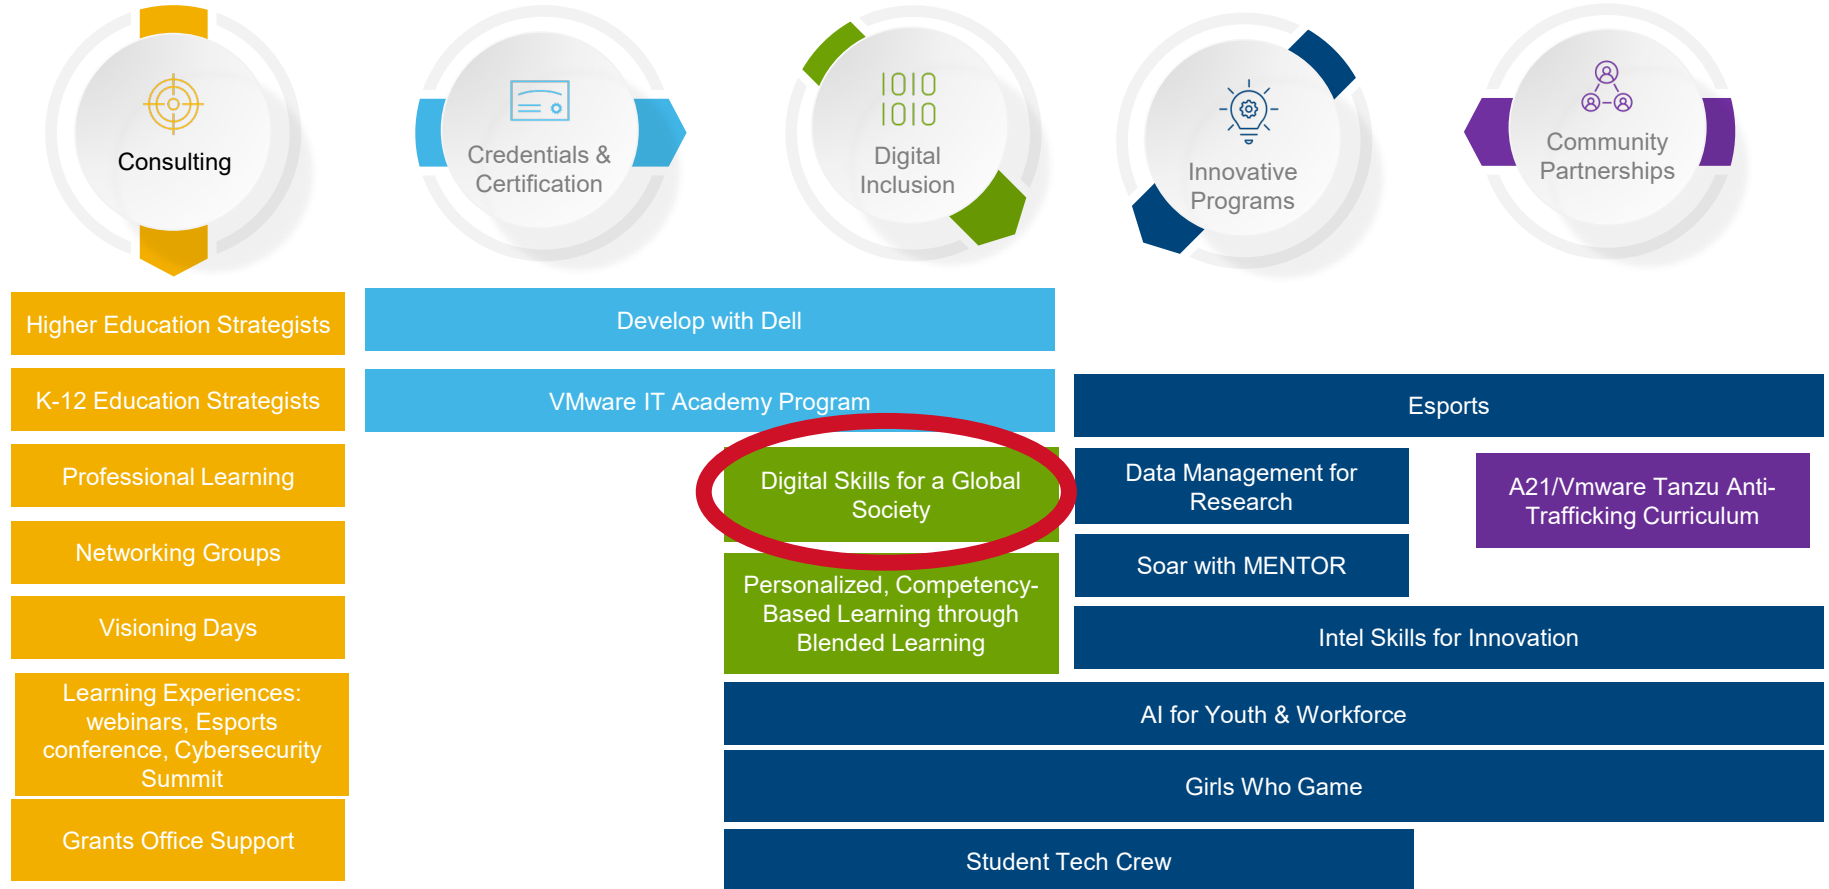 Consulting
Credentials &
Certification
1010
1010
Digital
Inclusion
Innovative
Programs
Community
Partnerships
Higher Education Strategists
K-12 Education Strategists
Professional Learning
Networking Groups
Visioning Days
Learning Experiences:
webinars, Esports
conference, Cybersecurity
Summit
Grants Office Support
Develop with Dell
VMware IT Academy Program
Digital Skills for a Global
Society
Personalized, Competency-
Based Learning through
Blended Learning
Esports
Data Management for
Research
Soar with MENTOR
A21/Vmware Tanzu Anti-
Trafficking Curriculum
Intel Skills for Innovation
AI for Youth & Workforce
Girls Who Game
Student Tech Crew